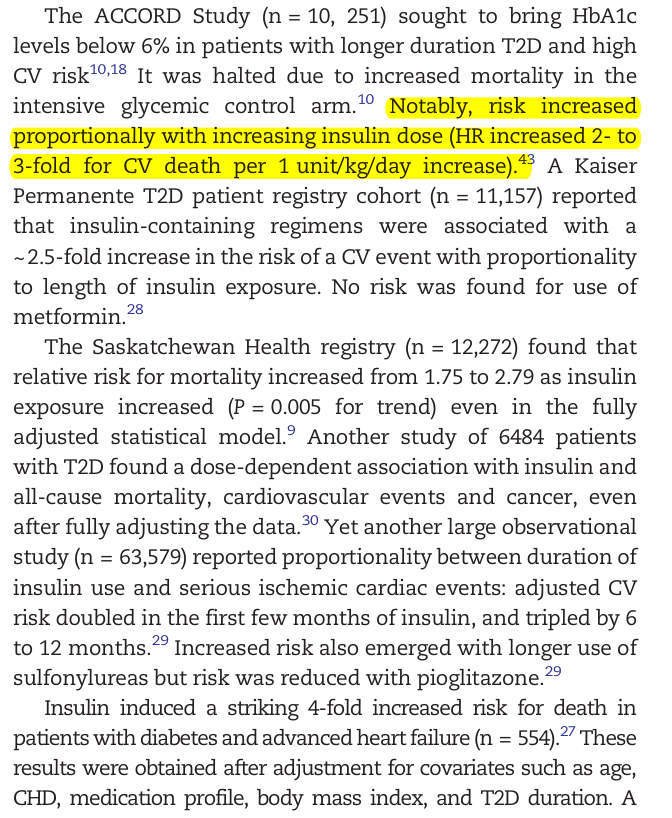 The ACCORD Study (n = 10, 251) sought to bring HbA1c
levels below 6% in patients with longer duration T2D and high
CV risk10,18 It was halted due to increased mortality in the
intensive glycemic control arm.10 Notably, risk increased
proportionally with increasing insulin dose (HR increased 2- to
3-fold for CV death per 1 unit/kg/day increase).43 A Kaiser
Permanente T2D patient registry cohort (n = 11,157) reported
that insulin-containing regimens were associated with a
~2.5-fold increase in the risk of a CV event with proportionality
to length of insulin exposure. No risk was found for use of
metformin.28
The Saskatchewan Health registry (n = 12,272) found that
relative risk for mortality increased from 1.75 to 2.79 as insulin
exposure increased (P = 0.005 for trend) even in the fully
adjusted statistical model.9 Another study of 6484 patients
with T2D found a dose-dependent association with insulin and
all-cause mortality, cardiovascular events and cancer, even
after fully adjusting the data.30 Yet another large observational
study (n = 63,579) reported proportionality between duration of
insulin use and serious ischemic cardiac events: adjusted CV
risk doubled in the first few months of insulin, and tripled by 6
to 12 months.29 Increased risk also emerged with longer use of
sulfonylureas but risk was reduced with pioglitazone.29
Insulin induced a striking 4-fold increased risk for death in
patients with diabetes and advanced heart failure (n = 554).27 These
results were obtained after adjustment for covariates such as age,
CHD, medication profile, body mass index, and T2D duration. A